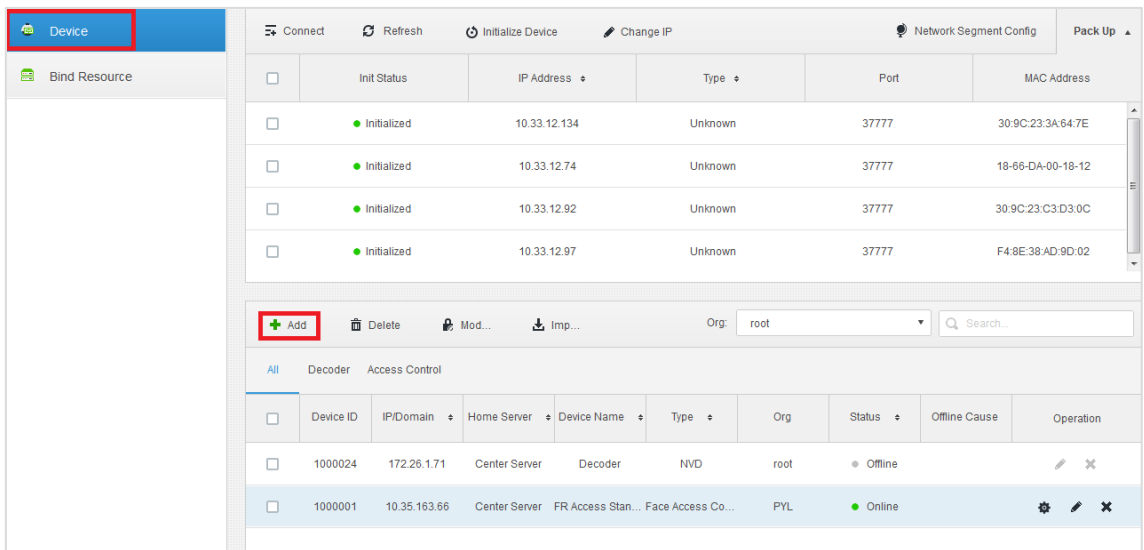 Device
Bind Resource
Connect Refresh Initialize Device Change IP Network Segment Config Pack Up
Init Status IP Address Type Port MAC Address
Initialized 10.33.12.134 Unknown 37777 30:9C:23:3A:64:7E
Initialized 10.33.12.74 Unknown 37777 18-66-DA-00-18-12
Initialized 10.33.12.92 Unknown 37777 30:9C:23:C3:D3:0C
Initialized 10.33.12.97 Unknown 37777 F4:8E:38:AD:9D:02
Add Delete Mod... Imp... Org: root Search...
All Decoder Access Control
Device ID IP/Domain Home Server Device Name Type Org Status Offline Cause Operation
1000024 172.26.1.71 Center Server Decoder NVD root Offline
1000001 10.35.163.66 Center Server FR Access Stan... Face Access Co... PYL Online